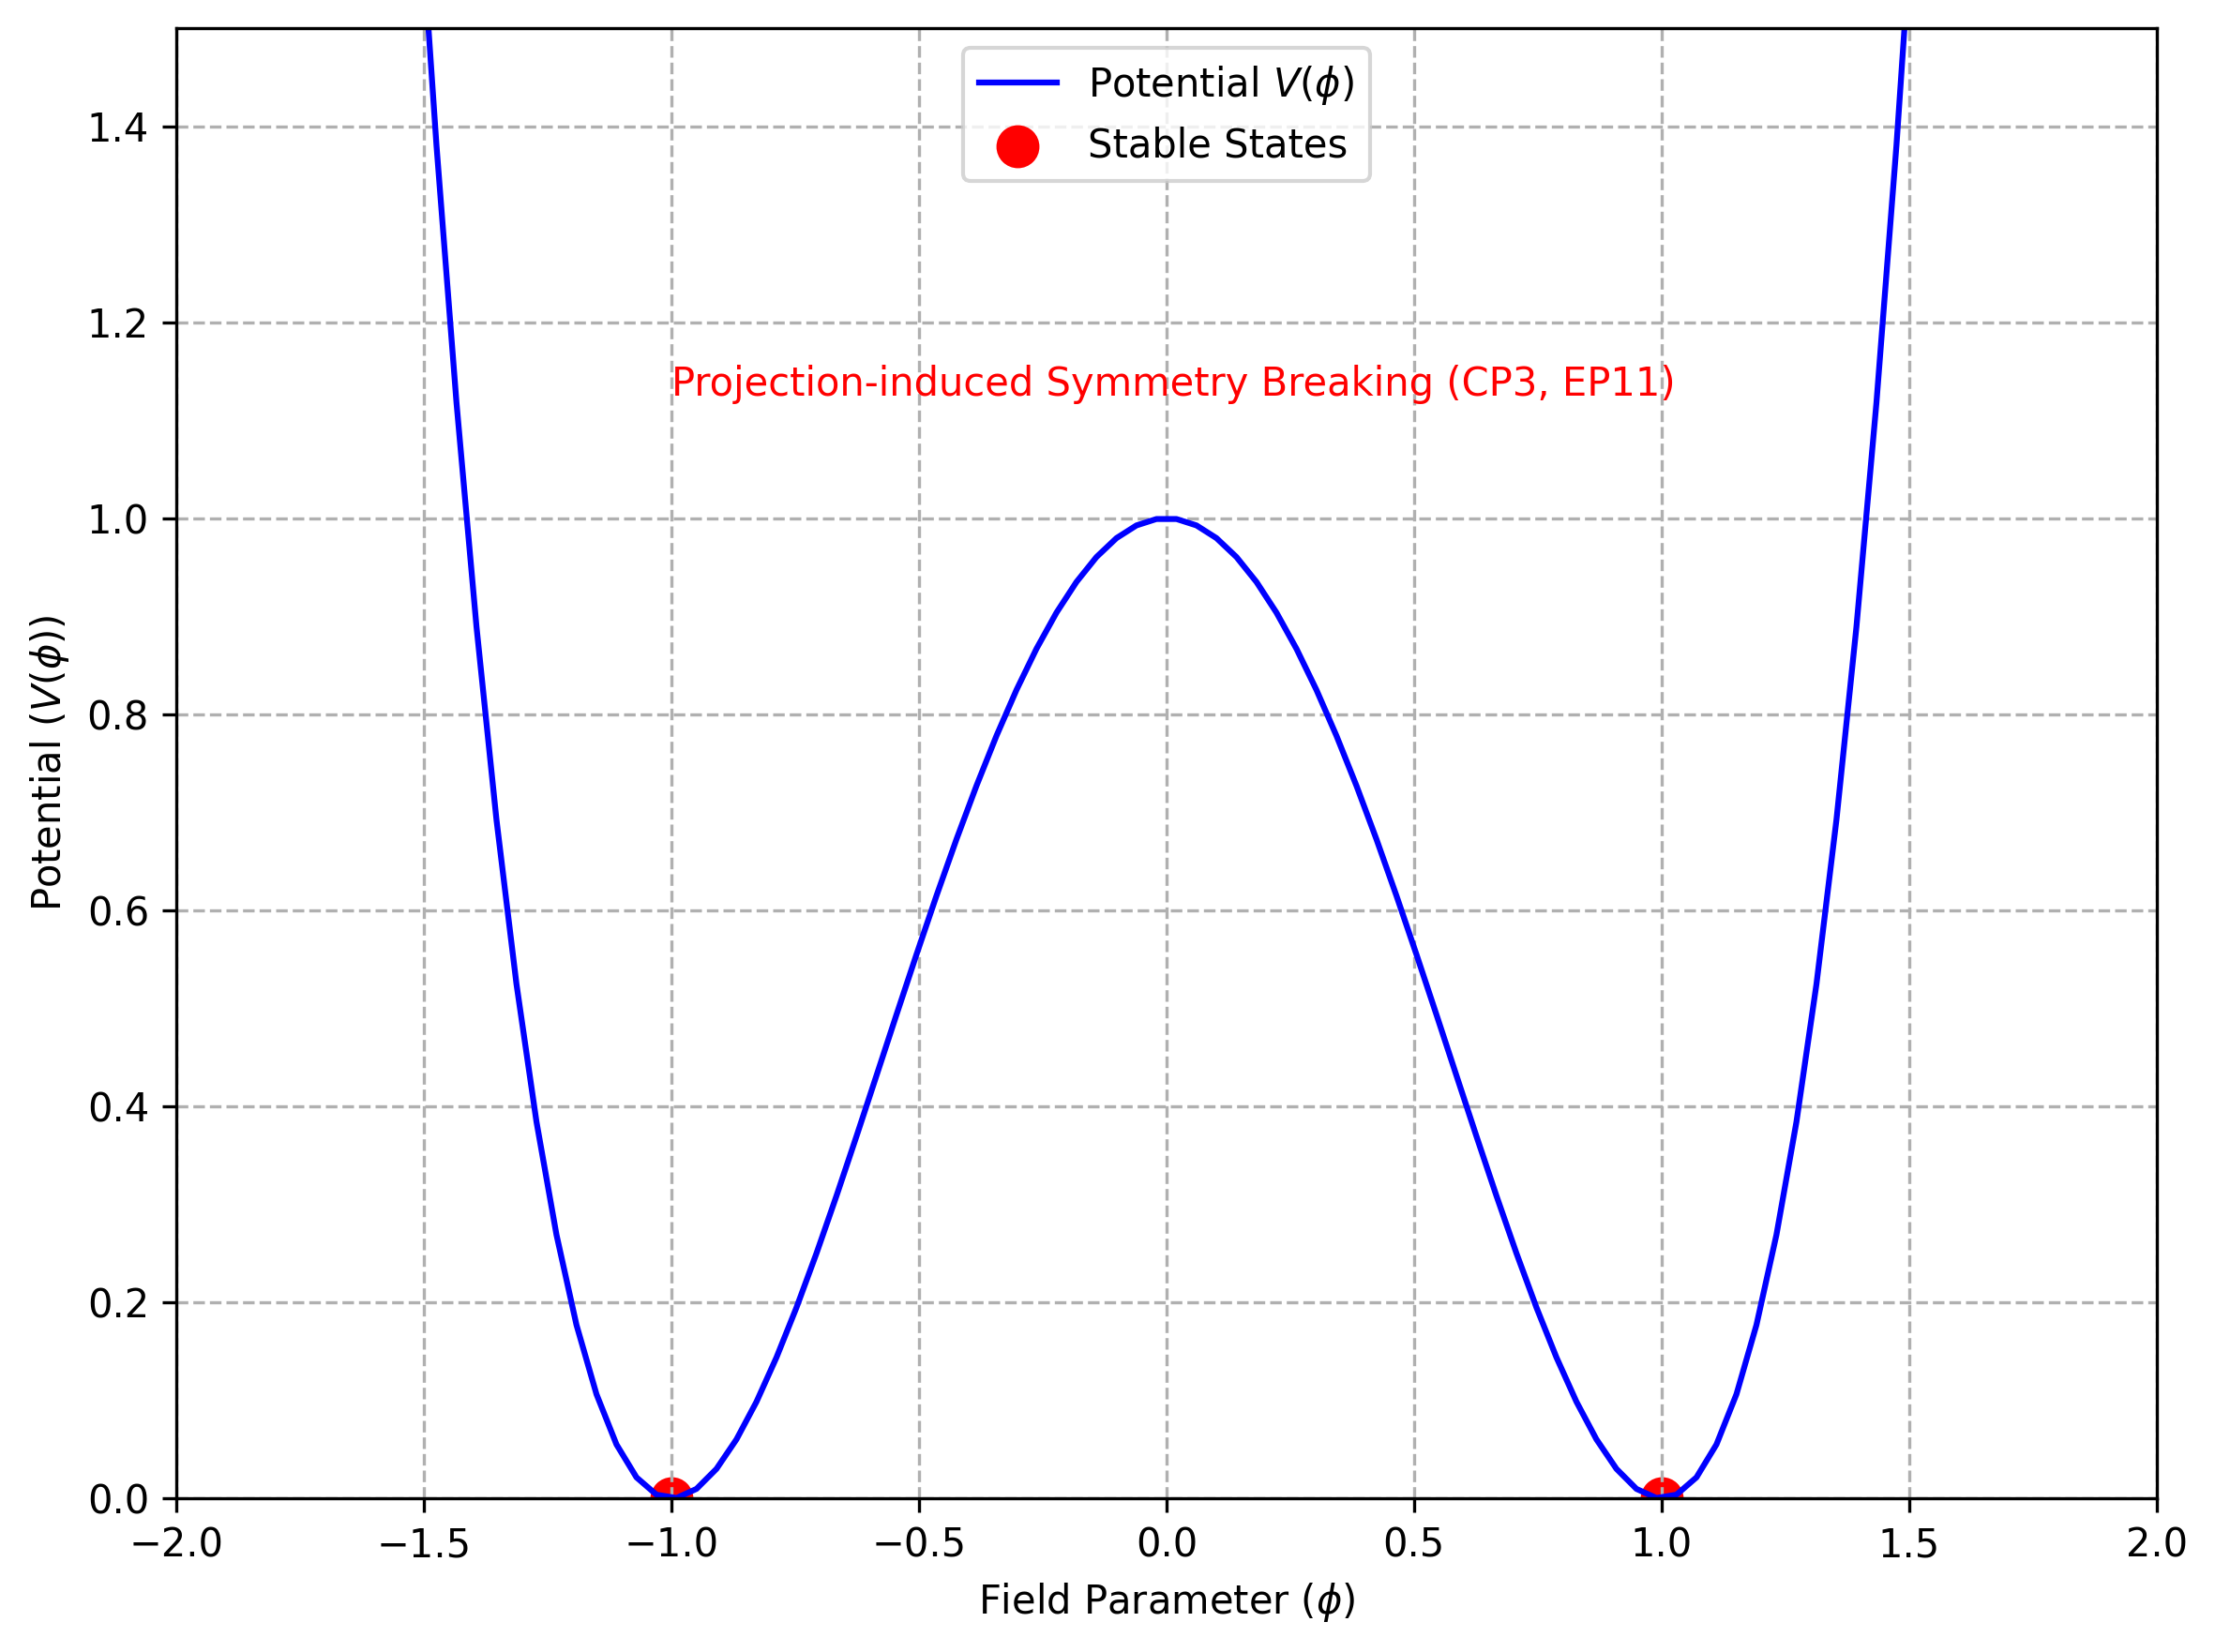 Potential V(ϕ)
Stable States
Projection-induced Symmetry Breaking (CP3, EP11)
1.4
1.2
1.0
0.8
0.6
0.4
0.2
0.0
Potential (V(ϕ))
−2.0 −1.5 −1.0 −0.5 0.0 0.5 1.0 1.5 2.0
Field Parameter (ϕ)